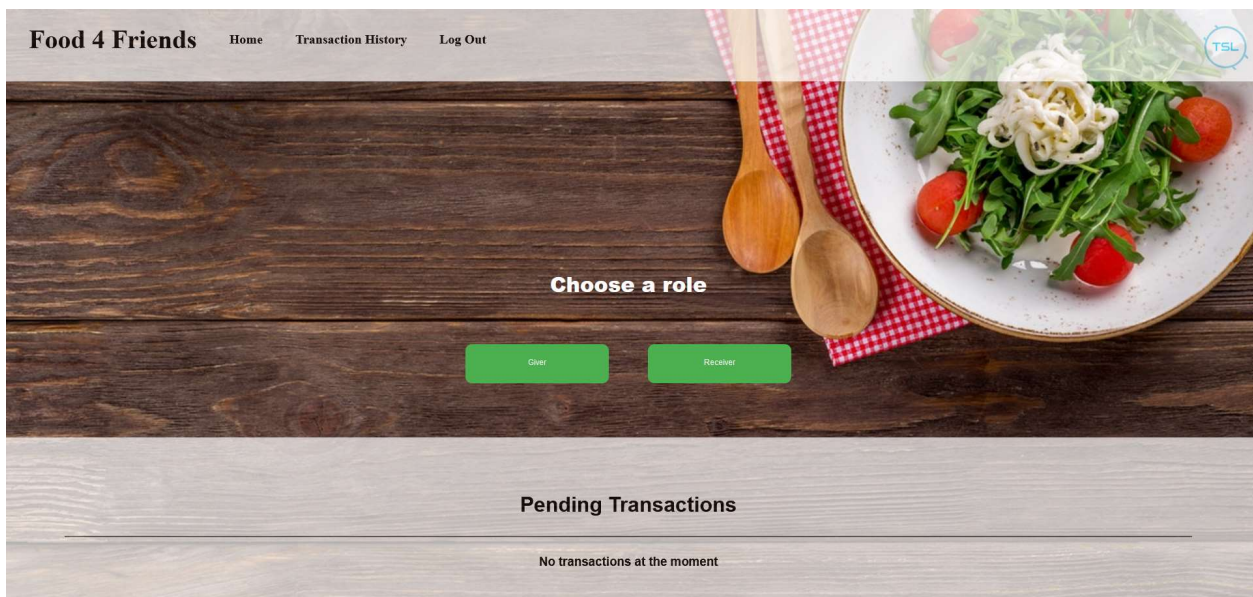 Food 4 Friends Home Transaction History Log Out
TSL
Choose a role
Giver Receiver
Pending Transactions
No transactions at the moment